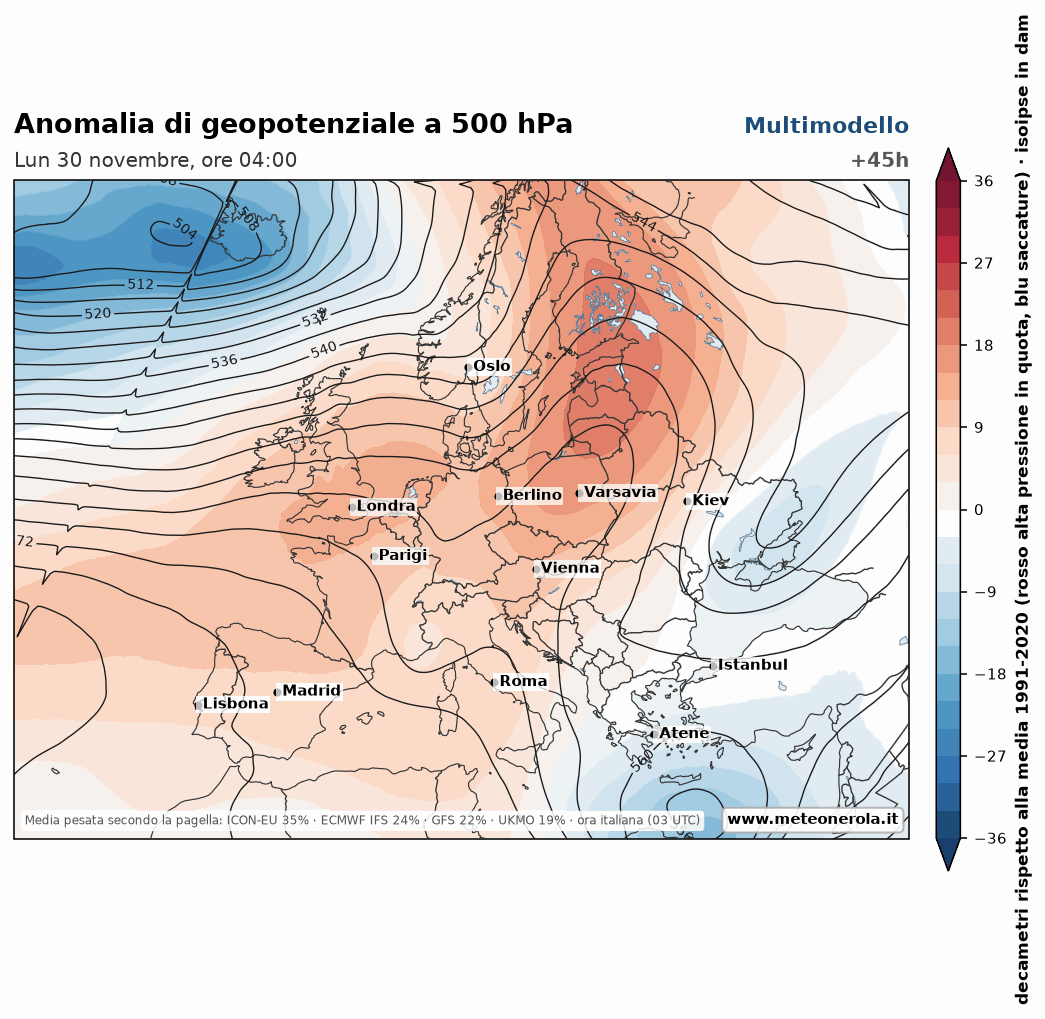 Anomalia di geopotenziale a 500 hPa
Multimodello
Lun 30 novembre, ore 04:00
+45h
504
508
512
520
532
536
540
544
72
560
Oslo
Londra
Berlino
Varsavia
Kiev
Parigi
Vienna
Istanbul
Roma
Madrid
Lisbona
Atene
Media pesata secondo la pagella: ICON-EU 35% · ECMWF IFS 24% · GFS 22% · UKMO 19% · ora italiana (03 UTC)
www.meteonerola.it
36
27
18
9
0
−9
−18
−27
−36
decametri rispetto alla media 1991-2020 (rosso alta pressione in quota, blu saccature) · isoipse in dam